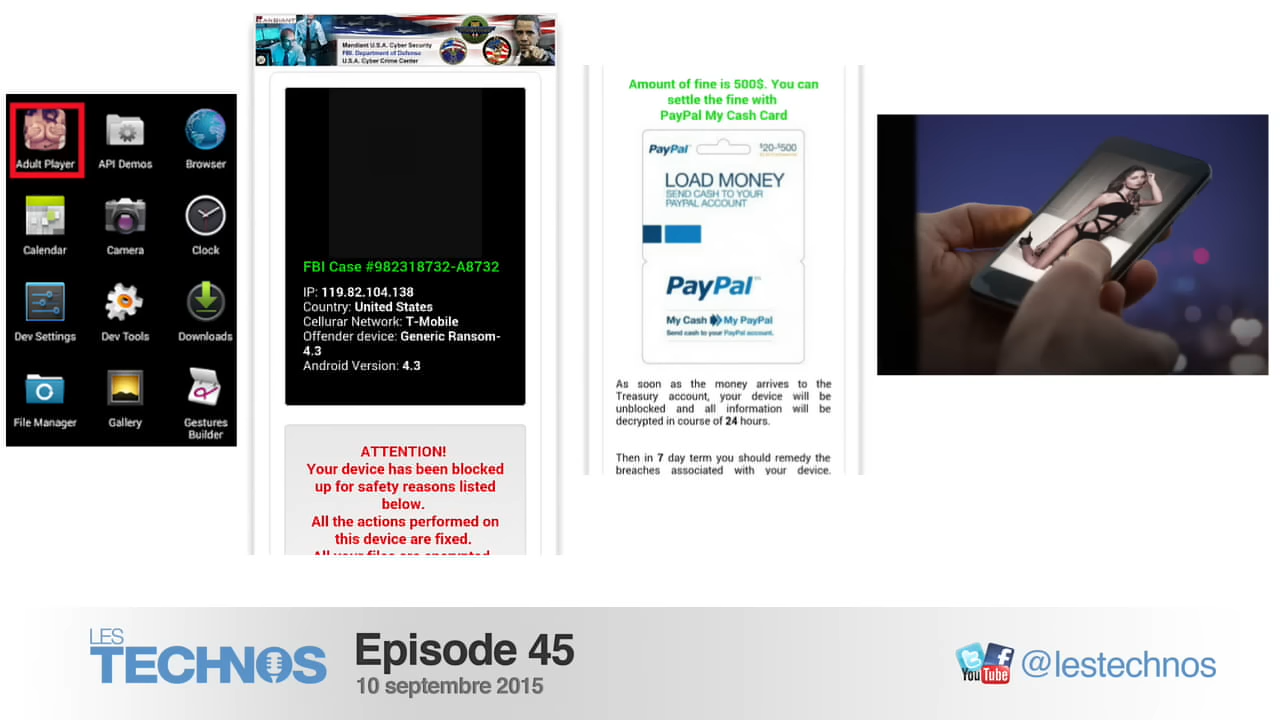 Adult Player
API Demos
Browser
Calendar
Camera
Clock
Dev Settings
Dev Tools
Downloads
File Manager
Gallery
Gestures
Builder
MANDIANT
Mandiant U.S.A. Cyber Security
FBI. Department of Defense
U.S.A. Cyber Crime Center
FBI Case #982318732-A8732
IP: 119.82.104.138
Country: United States
Cellurar Network: T-Mobile
Offender device: Generic Ransom-
4.3
Android Version: 4.3
ATTENTION!
Your device has been blocked
up for safety reasons listed
below.
All the actions performed on
this device are fixed.
All your files are encrypted.
Amount of fine is 500$. You can
settle the fine with
PayPal My Cash Card
PayPal
$20-$500
LOAD MONEY
SEND CASH TO YOUR
PAYPAL ACCOUNT
PayPal
My Cash My PayPal
Send cash to your PayPal account.
As soon as the money arrives to the
Treasury account, your device will be
unblocked and all information will be
decrypted in course of 24 hours.
Then in 7 day term you should remedy the
breaches associated with your device.
LES
TECHNOS
Episode 45
10 septembre 2015
YouTube
@lestechnos